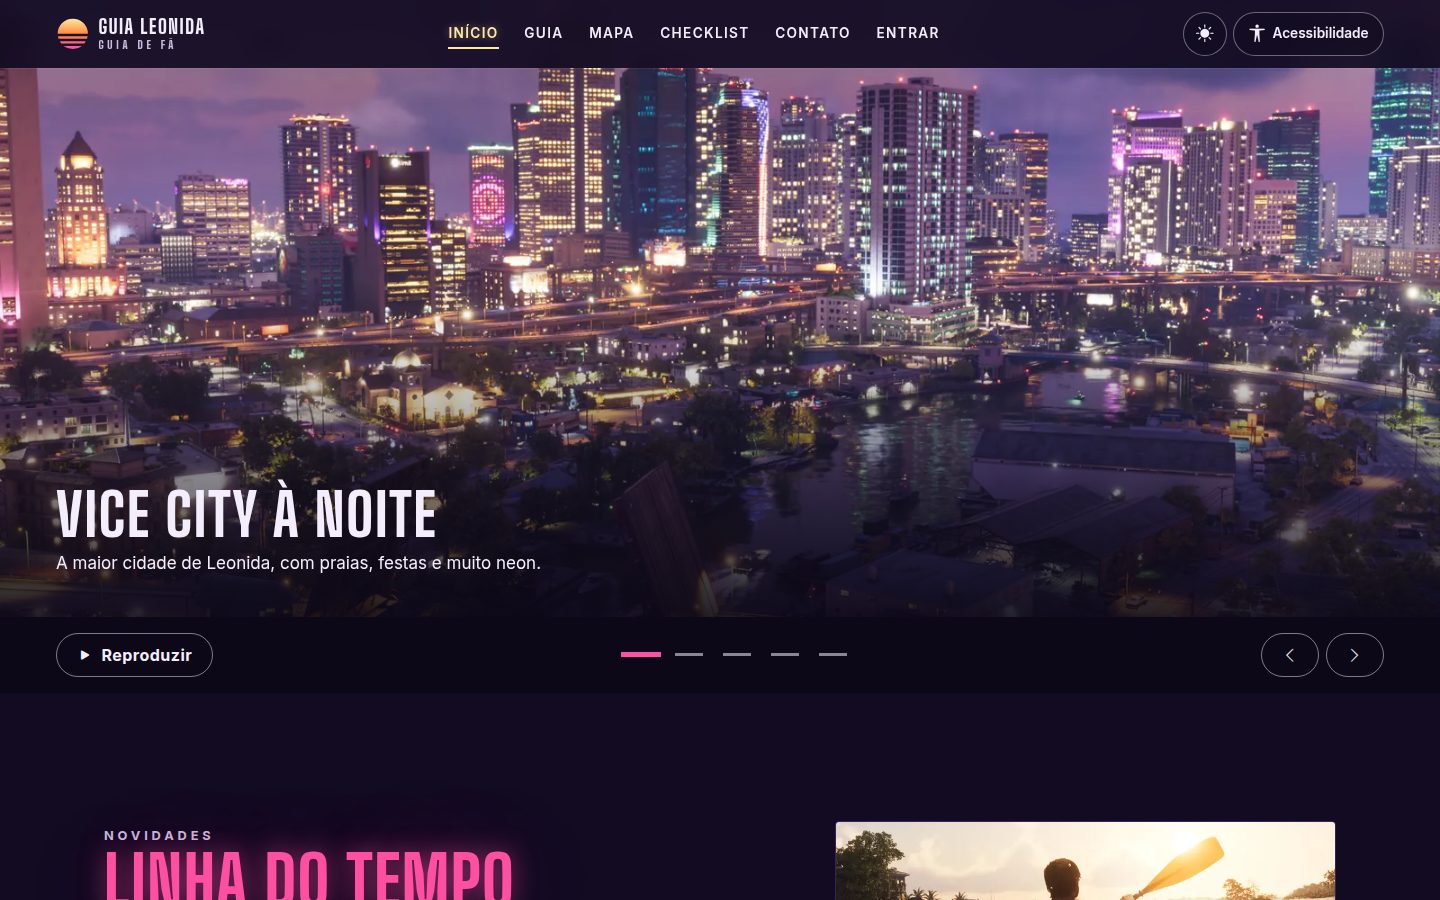 GUIA LEONIDA
GUIA DE FÃ
INÍCIO
GUIA
MAPA
CHECKLIST
CONTATO
ENTRAR
Acessibilidade
VICE CITY À NOITE
A maior cidade de Leonida, com praias, festas e muito neon.
Reproduzir
NOVIDADES
LINHA DO TEMPO